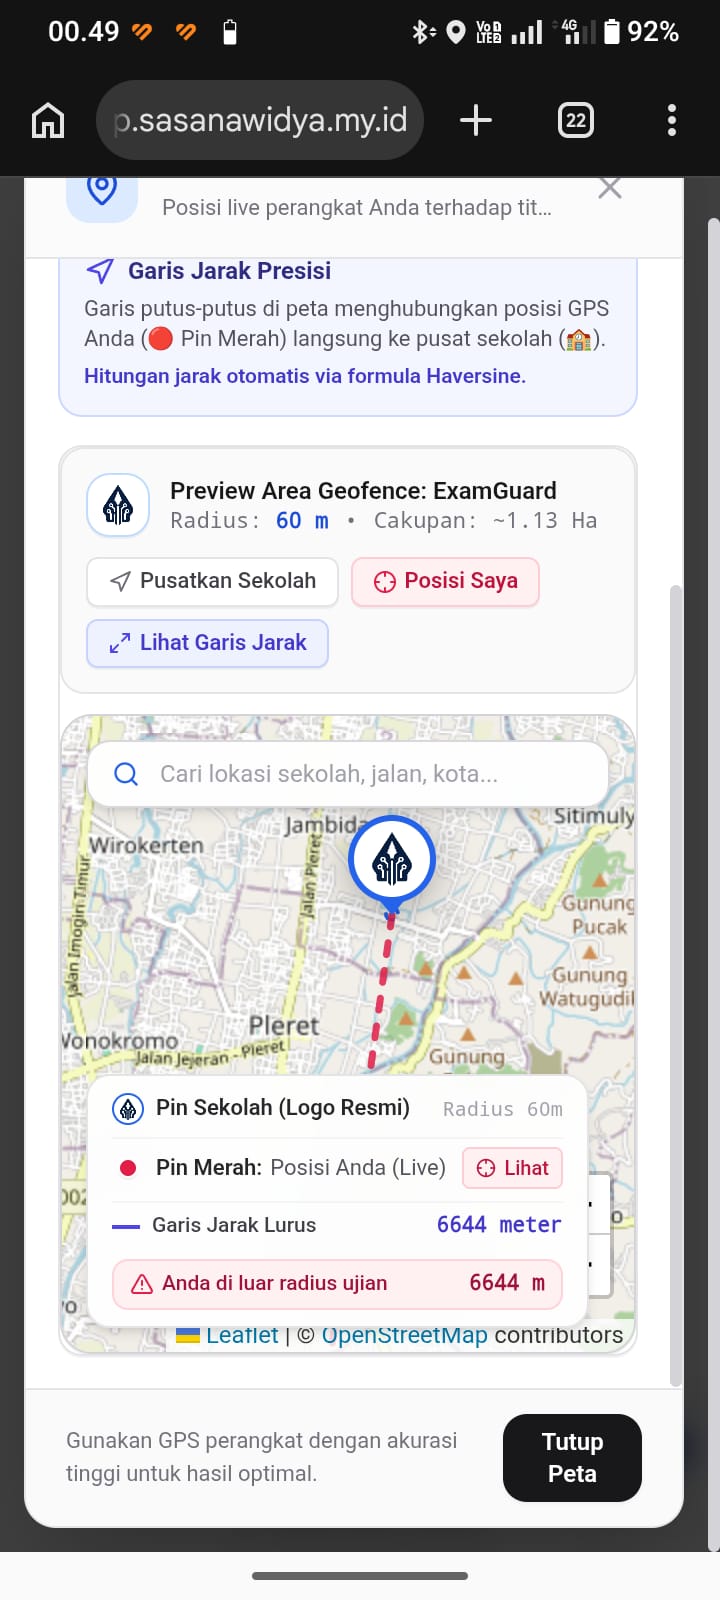 00.49
VoD
LTE2
4G
92%
p.sasanawidya.my.id
22
Posisi live perangkat Anda terhadap tit...
Garis Jarak Presisi
Garis putus-putus di peta menghubungkan posisi GPS
Anda (🔴 Pin Merah) langsung ke pusat sekolah (🏫).
Hitungan jarak otomatis via formula Haversine.
Preview Area Geofence: ExamGuard
Radius: 60 m • Cakupan: ~1.13 Ha
Pusatkan Sekolah
Posisi Saya
Lihat Garis Jarak
Cari lokasi sekolah, jalan, kota...
Jambida
Sitimuly
Wirokerten
Jalan Pleret
Jalan Imogiri Timur
Gunung
Pucak
Gunung
Watugudil
Pleret
Wonokromo
Jalan Jejeran - Pleret
Gunung
Pin Sekolah (Logo Resmi)
Radius 60m
Pin Merah: Posisi Anda (Live)
Lihat
Garis Jarak Lurus
6644 meter
Anda di luar radius ujian
6644 m
Leaflet | © OpenStreetMap contributors
Gunakan GPS perangkat dengan akurasi
tinggi untuk hasil optimal.
Tutup
Peta